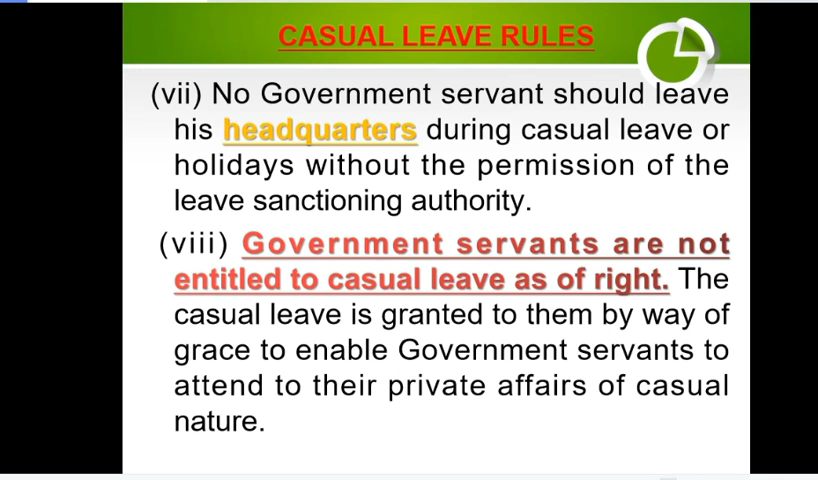 CASUAL LEAVE RULES
(vii) No Government servant should leave
his headquarters during casual leave or
holidays without the permission of the
leave sanctioning authority.
(viii) Government servants are not
entitled to casual leave as of right. The
casual leave is granted to them by way of
grace to enable Government servants to
attend to their private affairs of casual
nature.